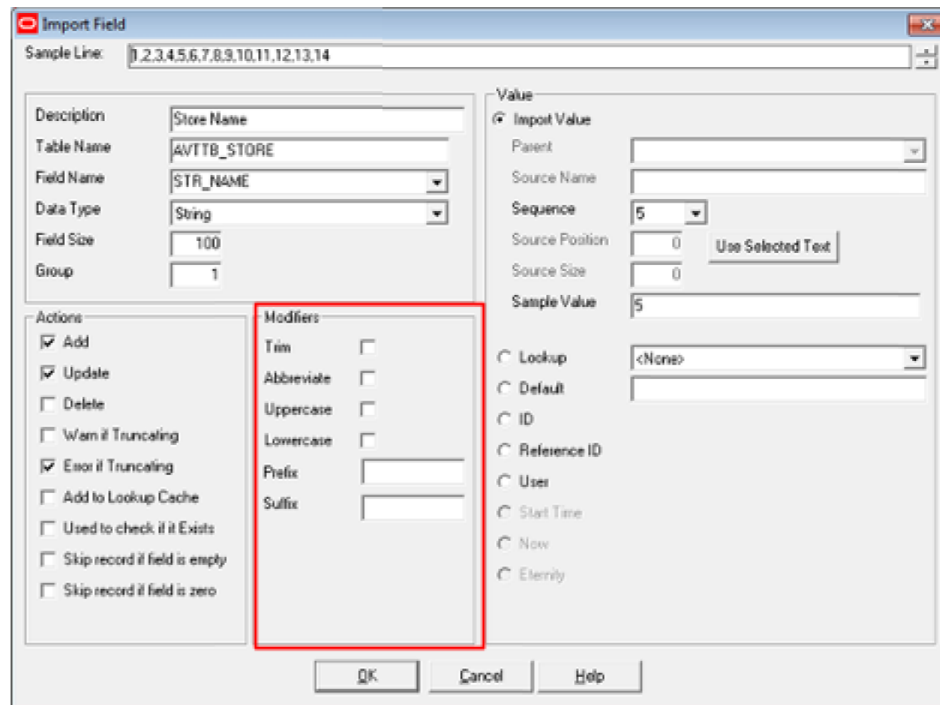 Import Field
Sample Line: 1,2,3,4,5,6,7,8,9,10,11,12,13,14
Description Store Name
Table Name AVTTB_STORE
Field Name STR_NAME
Data Type String
Field Size 100
Group 1
Actions
Add
Update
Delete
Warn if Truncating
Error if Truncating
Add to Lookup Cache
Used to check if it Exists
Skip record if field is empty
Skip record if field is zero
Modifiers
Trim
Abbreviate
Uppercase
Lowercase
Prefix
Suffix
Value
Import Value
Parent
Source Name
Sequence 5
Source Position 0 Use Selected Text
Source Size 0
Sample Value 5
Lookup <None>
Default
ID
Reference ID
User
Start Time
Now
Eternity
OK Cancel Help